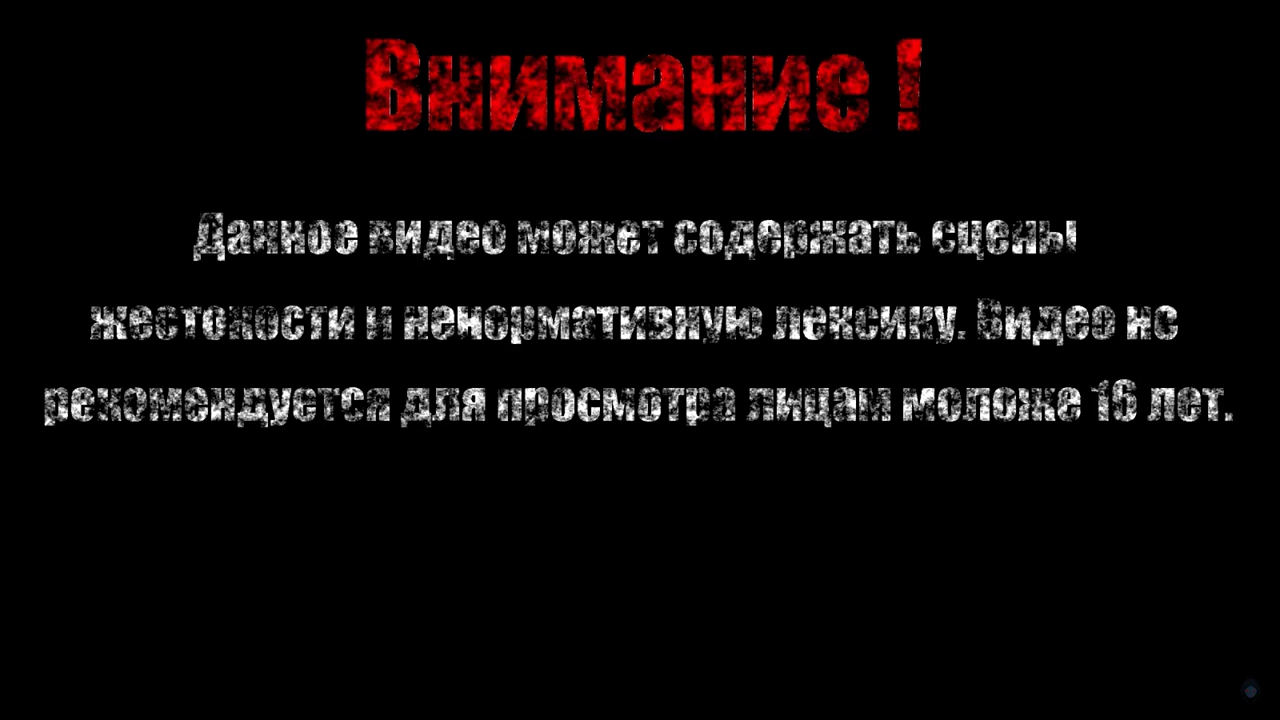 Внимание !
Данное видео может содержать сцены
жестокости и ненормативную лексику. Видео не
рекомендуется для просмотра лицам моложе 16 лет.